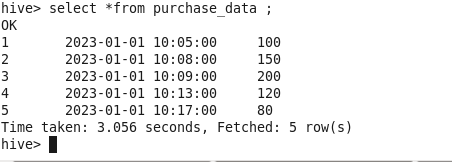 hive> select *from purchase_data ;
OK
1 2023-01-01 10:05:00 100
2 2023-01-01 10:08:00 150
3 2023-01-01 10:09:00 200
4 2023-01-01 10:13:00 120
5 2023-01-01 10:17:00 80
Time taken: 3.056 seconds, Fetched: 5 row(s)
hive>